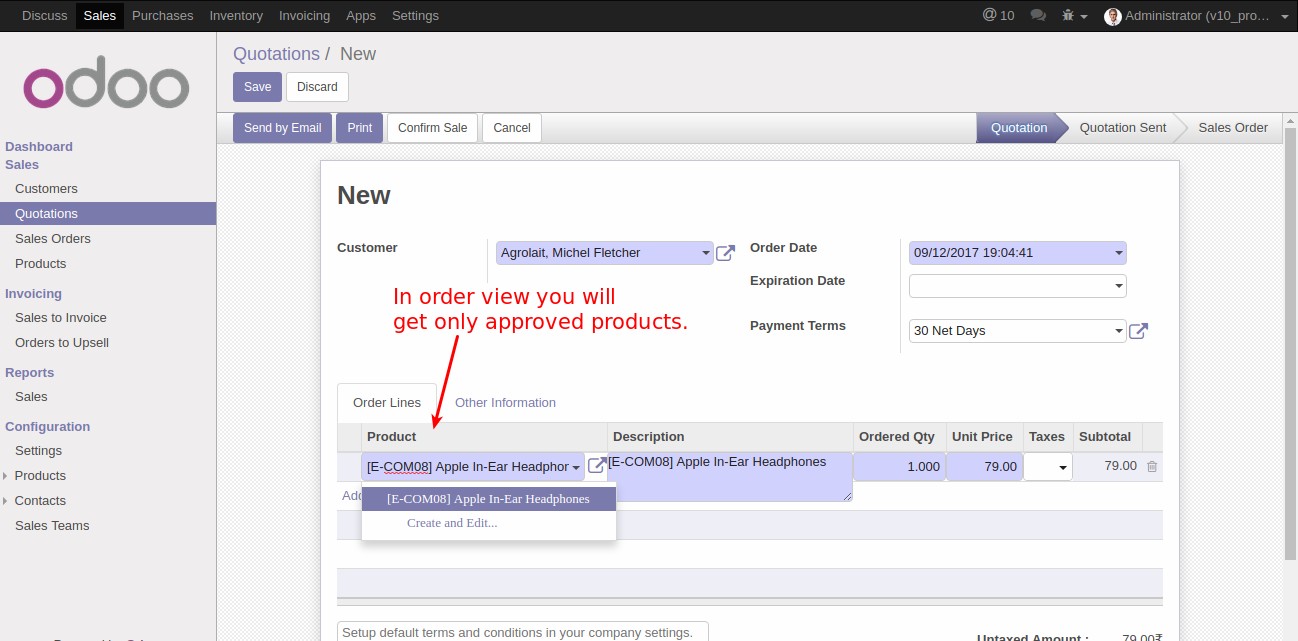 Discuss Sales Purchases Inventory Invoicing Apps Settings @ 10 Administrator (v10_pro...
odoo
Quotations / New
Save Discard
Send by Email Print Confirm Sale Cancel Quotation Quotation Sent Sales Order
Dashboard
Sales
Customers
Quotations
Sales Orders
Products
Invoicing
Sales to Invoice
Orders to Upsell
Reports
Sales
Configuration
Settings
Products
Contacts
Sales Teams
New
Customer Agrolait, Michel Fletcher Order Date 09/12/2017 19:04:41
Expiration Date
In order view you will
get only approved products.
Payment Terms 30 Net Days
Order Lines Other Information
Product Description Ordered Qty Unit Price Taxes Subtotal
[E-COM08] Apple In-Ear Headphor [E-COM08] Apple In-Ear Headphones 1.000 79.00 79.00
[E-COM08] Apple In-Ear Headphones
Create and Edit...
Setup default terms and conditions in your company settings.
Untaxed Amount : 79.00₹